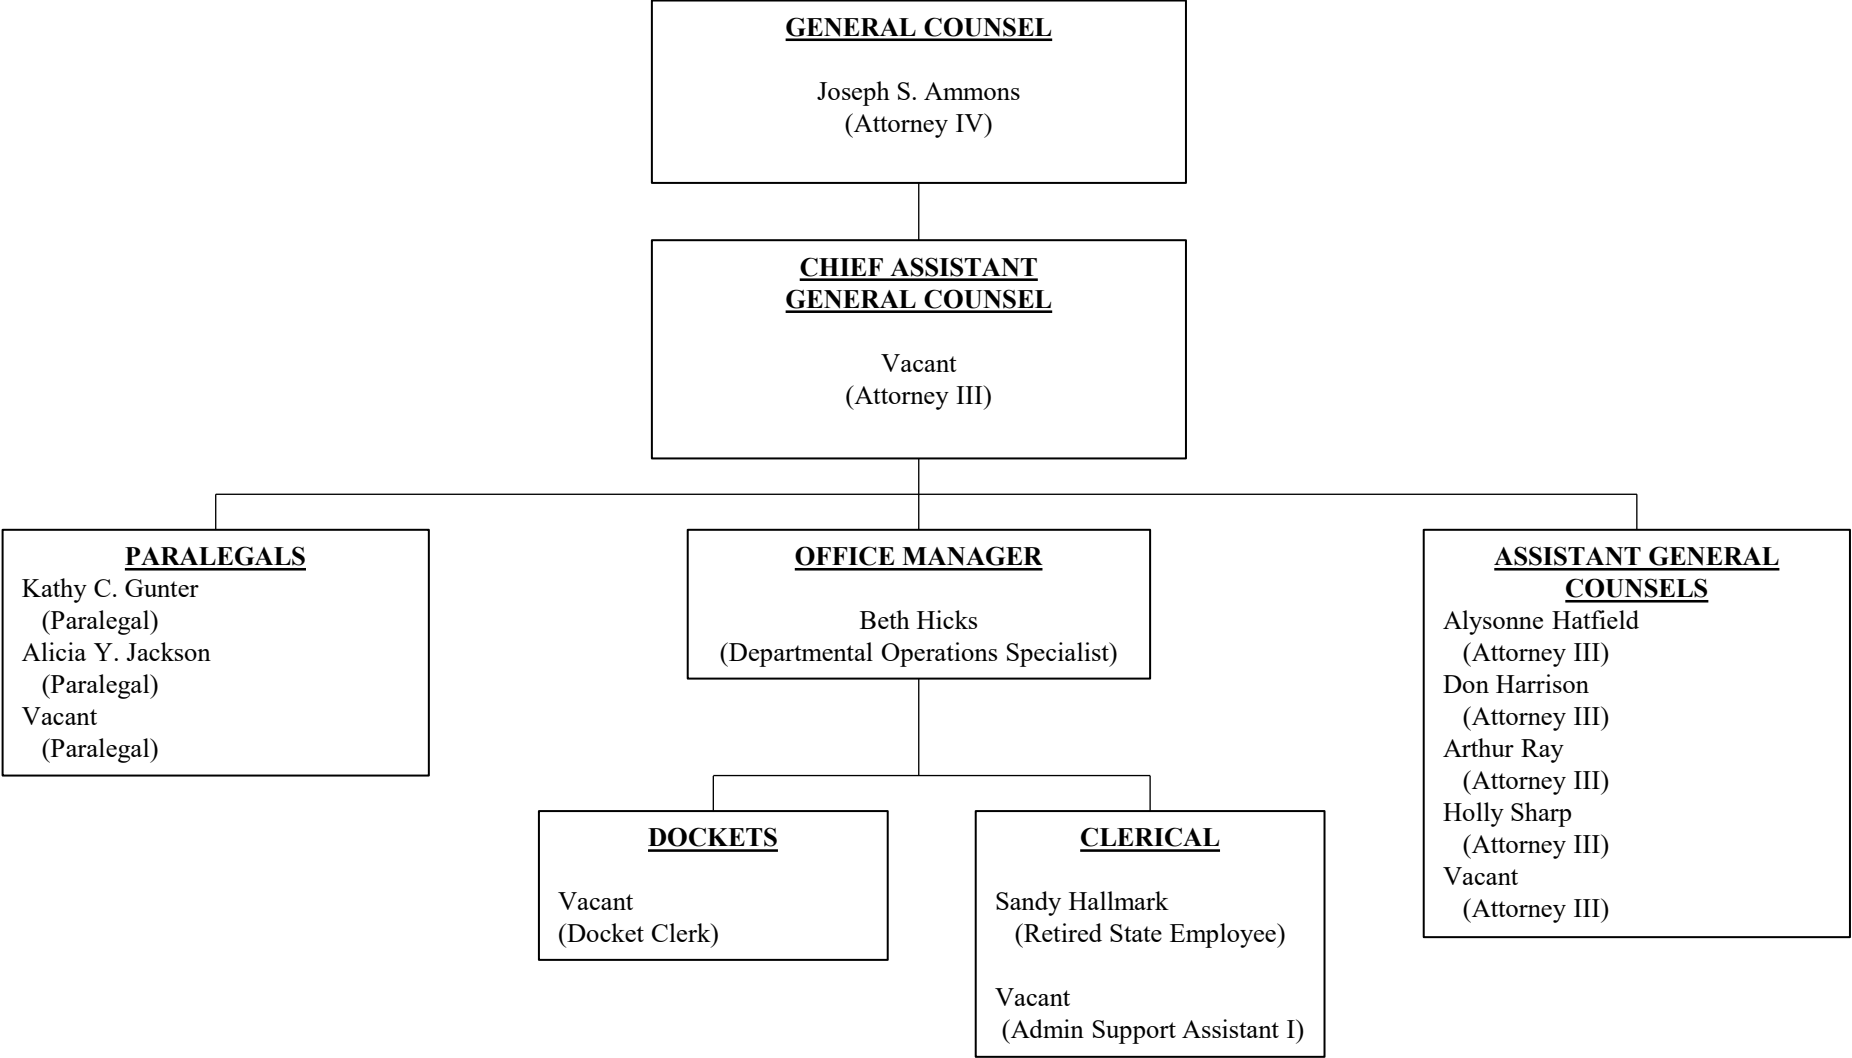 GENERAL COUNSEL
Joseph S. Ammons
(Attorney IV)
CHIEF ASSISTANT
GENERAL COUNSEL
Vacant
(Attorney III)
PARALEGALS
Kathy C. Gunter
(Paralegal)
Alicia Y. Jackson
(Paralegal)
Vacant
(Paralegal)
OFFICE MANAGER
Beth Hicks
(Departmental Operations Specialist)
ASSISTANT GENERAL
COUNSELS
Alysonne Hatfield
(Attorney III)
Don Harrison
(Attorney III)
Arthur Ray
(Attorney III)
Holly Sharp
(Attorney III)
Vacant
(Attorney III)
DOCKETS
Vacant
(Docket Clerk)
CLERICAL
Sandy Hallmark
(Retired State Employee)
Vacant
(Admin Support Assistant I)